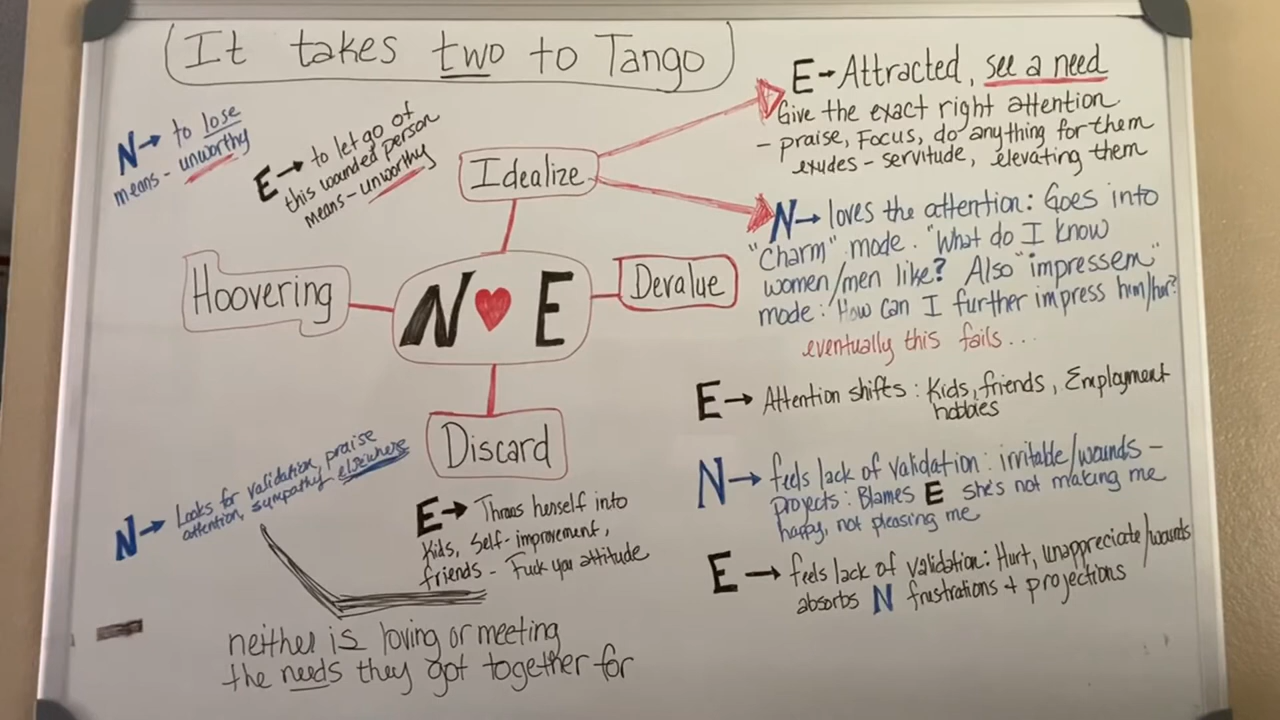 It takes two to Tango
N→ to lose
means - unworthy
E→ to let go of
this wounded person
means - unworthy
Idealize
E→Attracted, see a need
Give the exact right attention
- praise, Focus, do anything for them
exudes - servitude, elevating them
N→ loves the attention: Goes into
"Charm" mode. "What do I know
women/men like? Also "impressem"
mode: How can I further impress him/her?
eventually this fails...
Hoovering
N ♥ E
Devalue
E→ Attention shifts: Kids, friends, Employment
hobbies
N→ feels lack of validation: irritable/wounds -
projects: Blames E she's not making me
happy, not pleasing me
E→ feels lack of validation: Hurt, unappreciate/wounds
absorbs N frustrations + projections
Discard
N→ Looks for validation, praise
attention, sympathy elsewhere
E→ Throws herself into
Kids, Self-improvement,
friends - Fuck you attitude
neither is loving or meeting
the needs they got together for